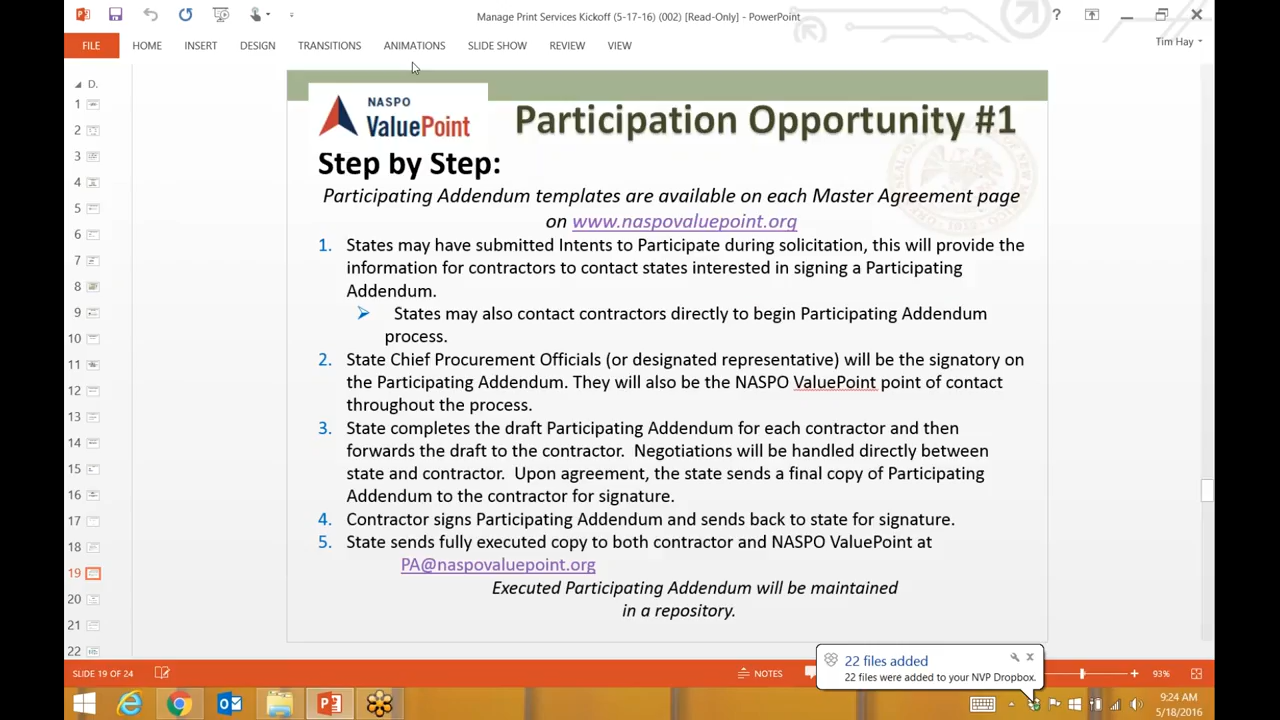 Manage Print Services Kickoff (5-17-16) (002) [Read-Only] - PowerPoint
FILE HOME INSERT DESIGN TRANSITIONS ANIMATIONS SLIDE SHOW REVIEW VIEW
Tim Hay
D.
1
2
3
4
5
6
7
8
9
10
11
12
13
14
15
16
17
18
19
20
21
22
NASPO
ValuePoint
Participation Opportunity #1
Step by Step:
Participating Addendum templates are available on each Master Agreement page
on www.naspovaluepoint.org
1. States may have submitted Intents to Participate during solicitation, this will provide the
information for contractors to contact states interested in signing a Participating
Addendum.
States may also contact contractors directly to begin Participating Addendum
process.
2. State Chief Procurement Officials (or designated representative) will be the signatory on
the Participating Addendum. They will also be the NASPO ValuePoint point of contact
throughout the process.
3. State completes the draft Participating Addendum for each contractor and then
forwards the draft to the contractor. Negotiations will be handled directly between
state and contractor. Upon agreement, the state sends a final copy of Participating
Addendum to the contractor for signature.
4. Contractor signs Participating Addendum and sends back to state for signature.
5. State sends fully executed copy to both contractor and NASPO ValuePoint at
PA@naspovaluepoint.org
Executed Participating Addendum will be maintained
in a repository.
22 files added
22 files were added to your NVP Dropbox.
SLIDE 19 OF 24
NOTES
93%
9:24 AM
5/18/2016